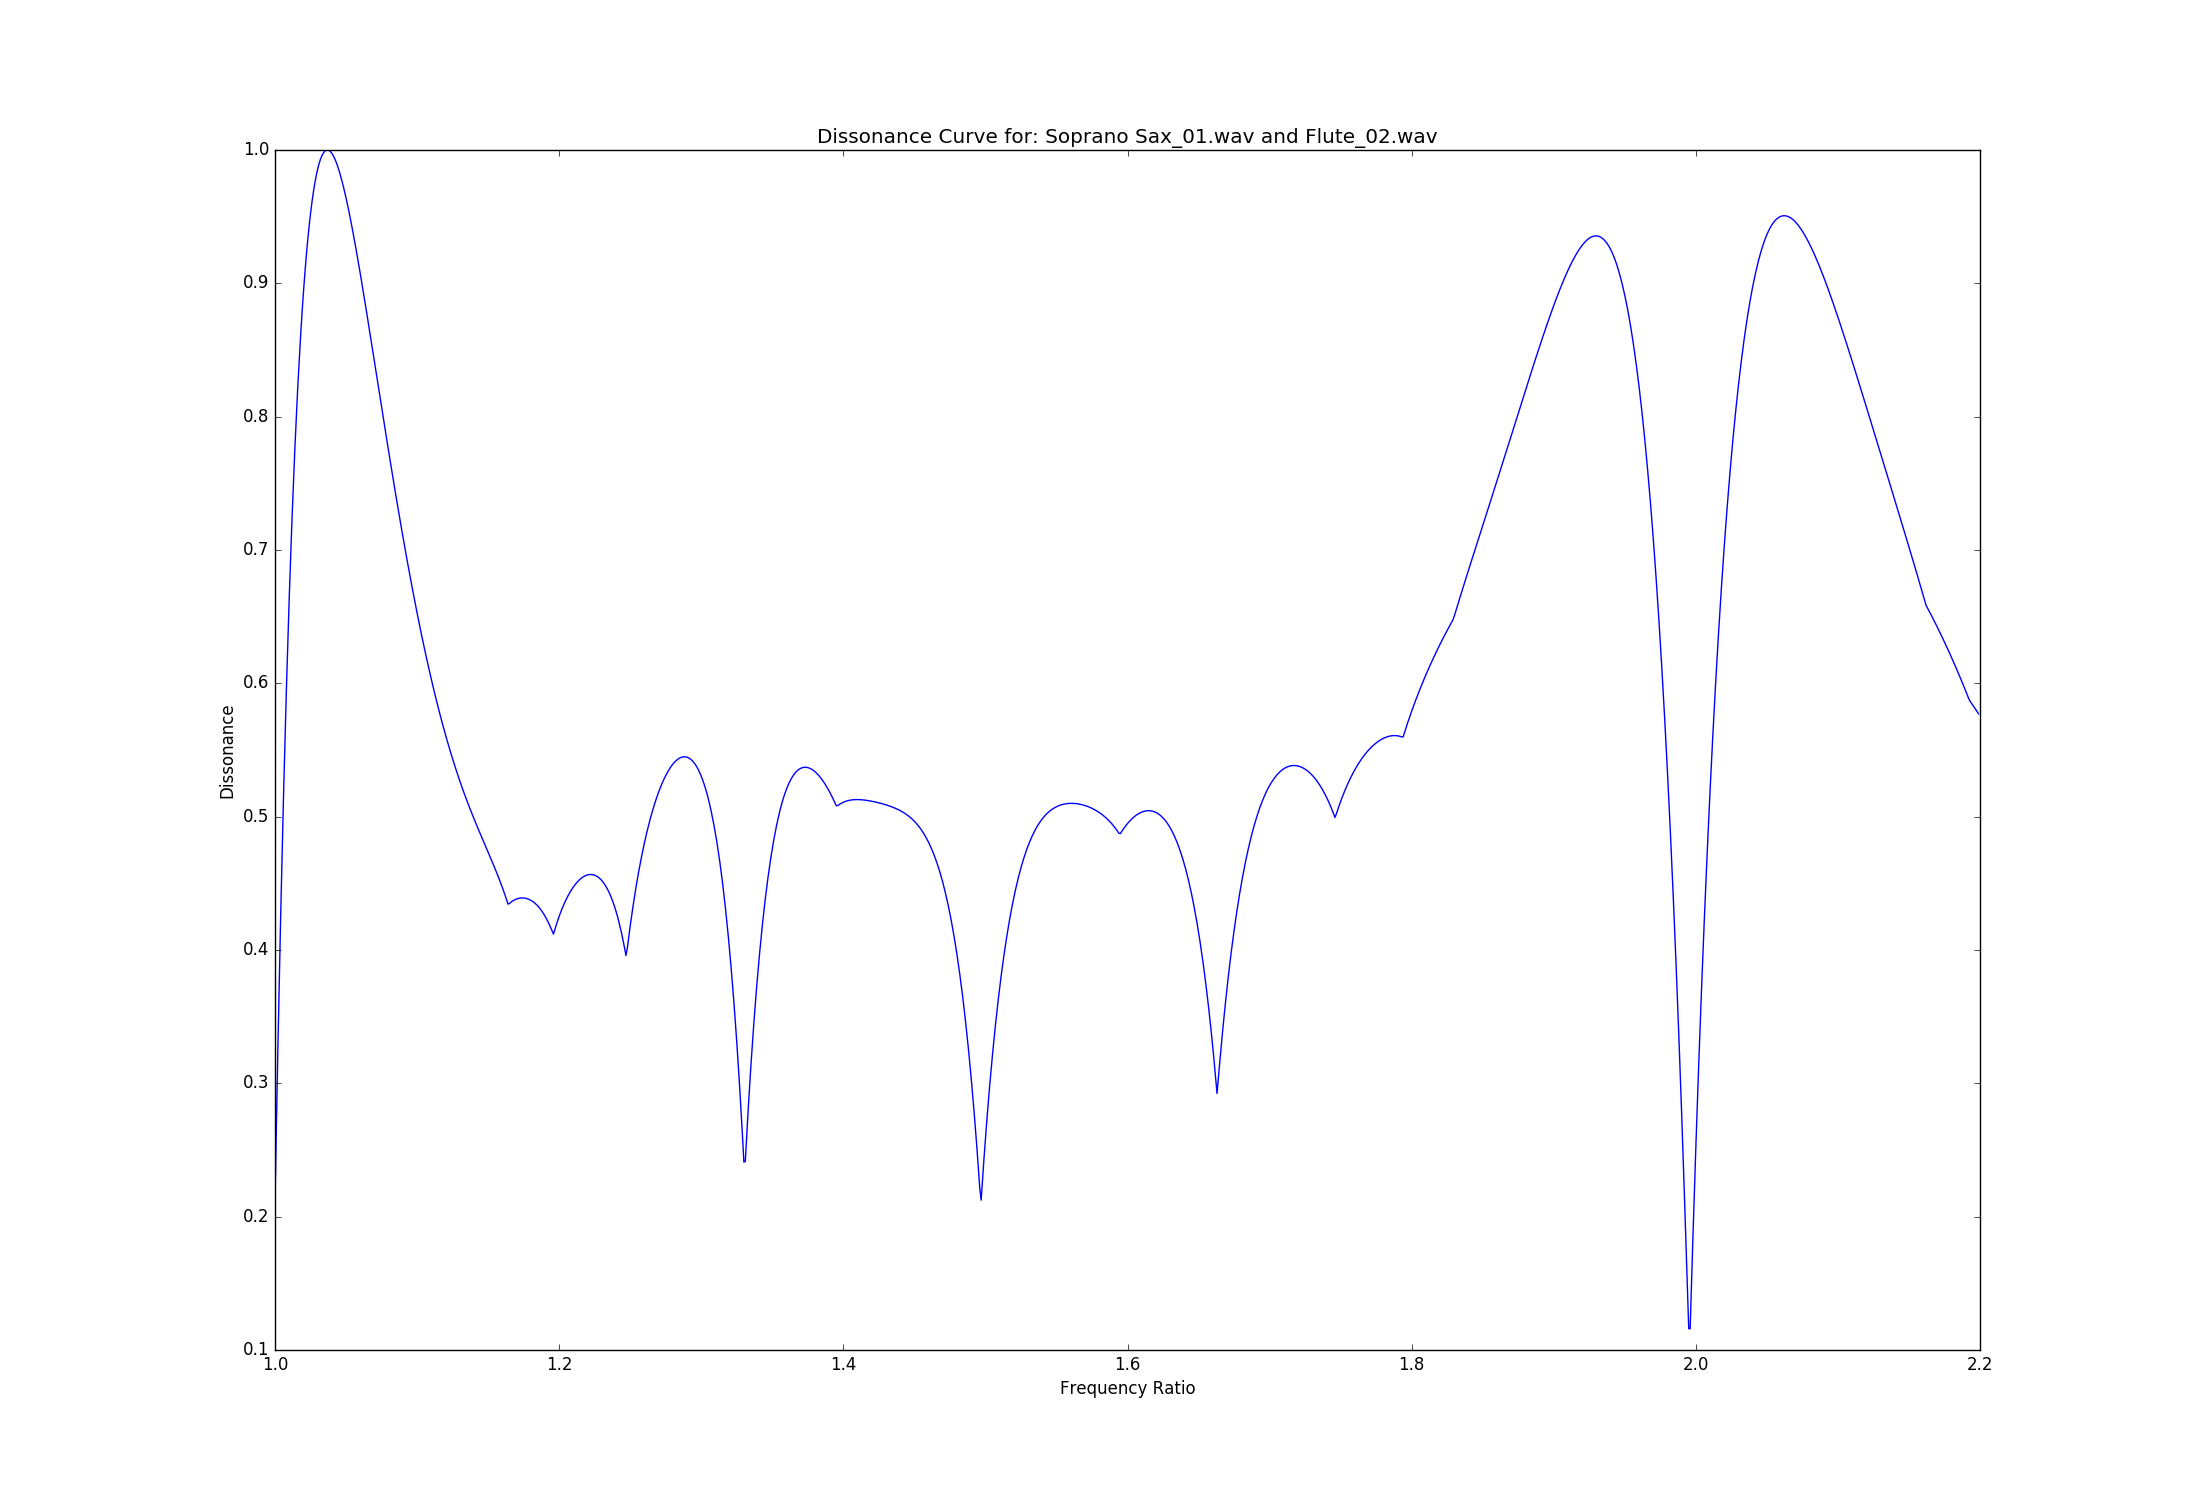 Dissonance Curve for: Soprano Sax_01.wav and Flute_02.wav
1.0
0.9
0.8
0.7
0.6
0.5
0.4
0.3
0.2
0.1
Dissonance
1.0 1.2 1.4 1.6 1.8 2.0 2.2
Frequency Ratio